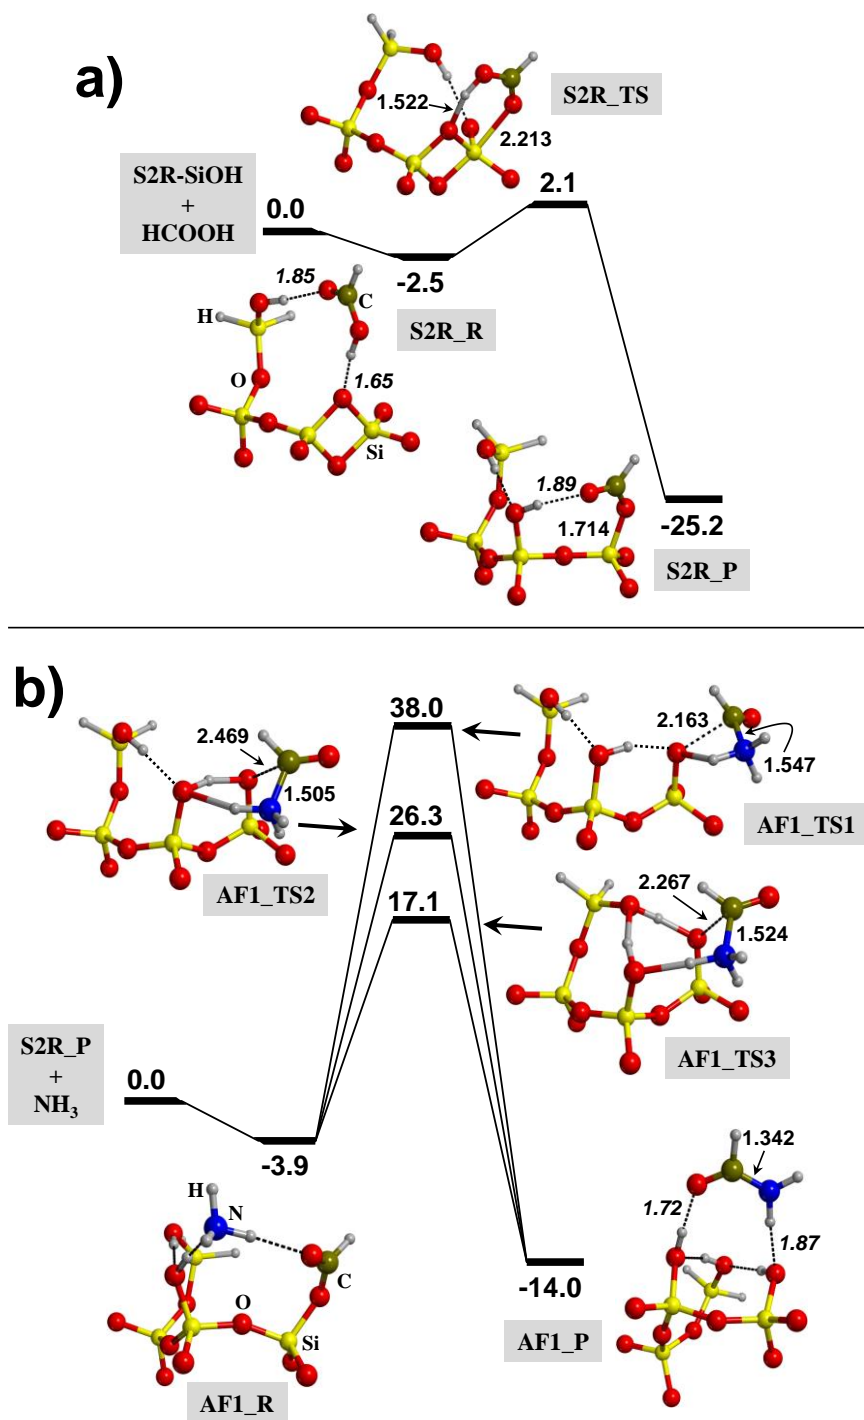 a)
1.522
2.213
S2R_TS
S2R-SiOH
+
HCOOH
0.0
2.1
-2.5
1.85
C
H
S2R_R
O
1.65
Si
1.89
1.714
-25.2
S2R_P
b)
38.0
2.469
2.163
1.505
1.547
AF1_TS1
26.3
AF1_TS2
17.1
2.267
1.524
S2R_P
+
NH₃
0.0
AF1_TS3
-3.9
1.342
H
N
1.72
1.87
C
O
-14.0
Si
AF1_P
AF1_R